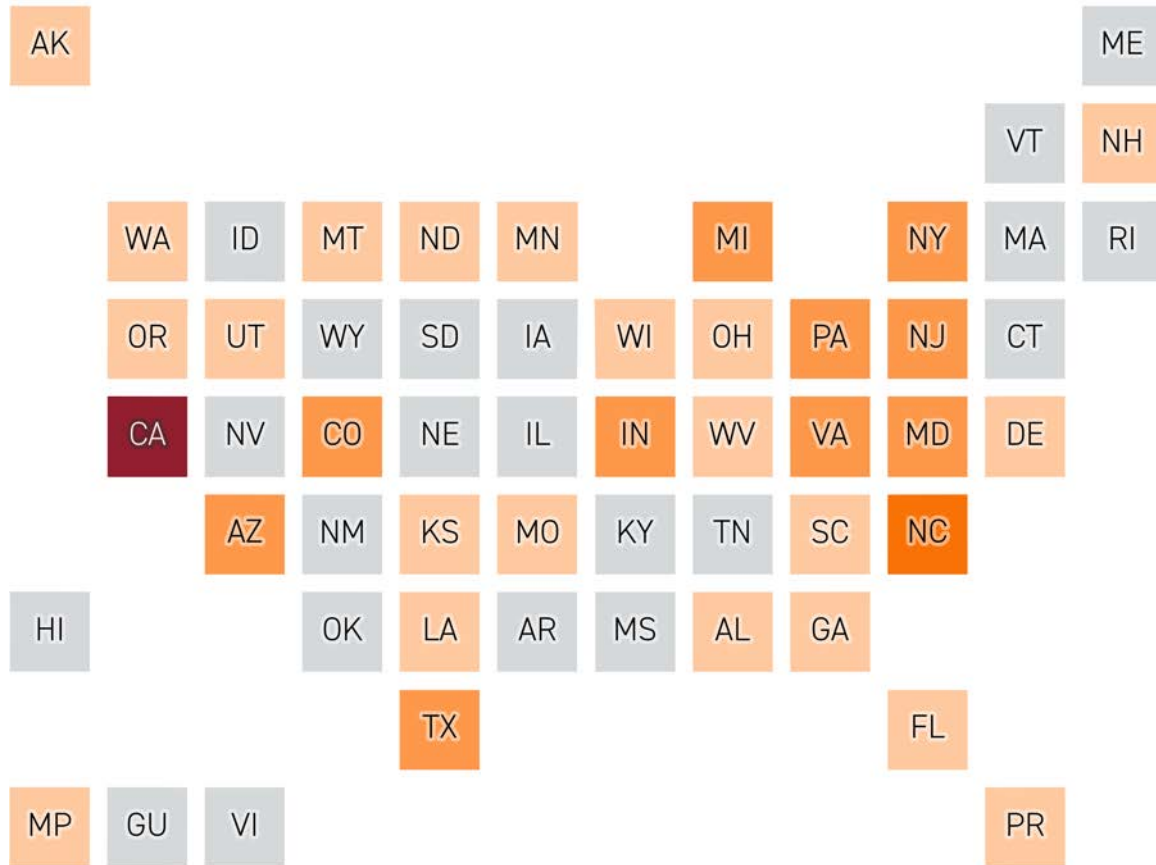 AK ME
VT NH
WA ID MT ND MN MI NY MA RI
OR UT WY SD IA WI OH PA NJ CT
CA NV CO NE IL IN WV VA MD DE
AZ NM KS MO KY TN SC NC
HI OK LA AR MS AL GA
TX FL
MP GU VI PR